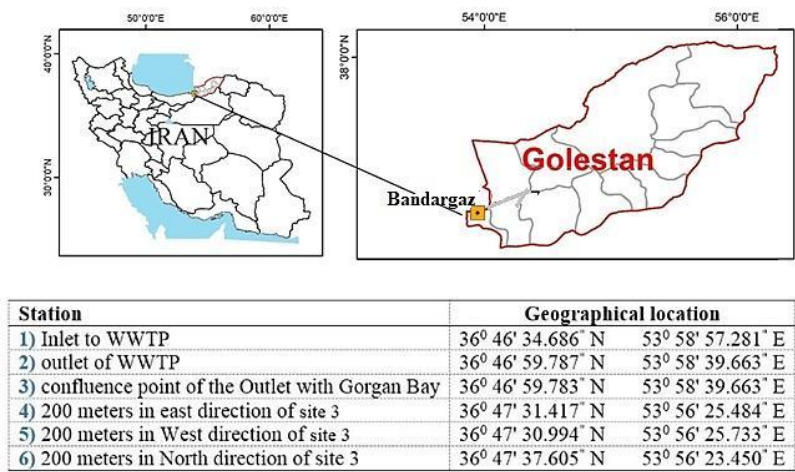 50°0'0"E 60°0'0"E 54°0'0"E 56°0'0"E
40°0'0"N
38°0'0"N
IRAN
Golestan
30°0'0"N
Bandargaz
Station Geographical location
1) Inlet to WWTP 36⁰ 46' 34.686" N 53⁰ 58' 57.281" E
2) outlet of WWTP 36⁰ 46' 59.787" N 53⁰ 58' 39.663" E
3) confluence point of the Outlet with Gorgan Bay 36⁰ 46' 59.783" N 53⁰ 58' 39.663" E
4) 200 meters in east direction of site 3 36⁰ 47' 31.417" N 53⁰ 56' 25.484" E
5) 200 meters in West direction of site 3 36⁰ 47' 30.994" N 53⁰ 56' 25.733" E
6) 200 meters in North direction of site 3 36⁰ 47' 37.605" N 53⁰ 56' 23.450" E